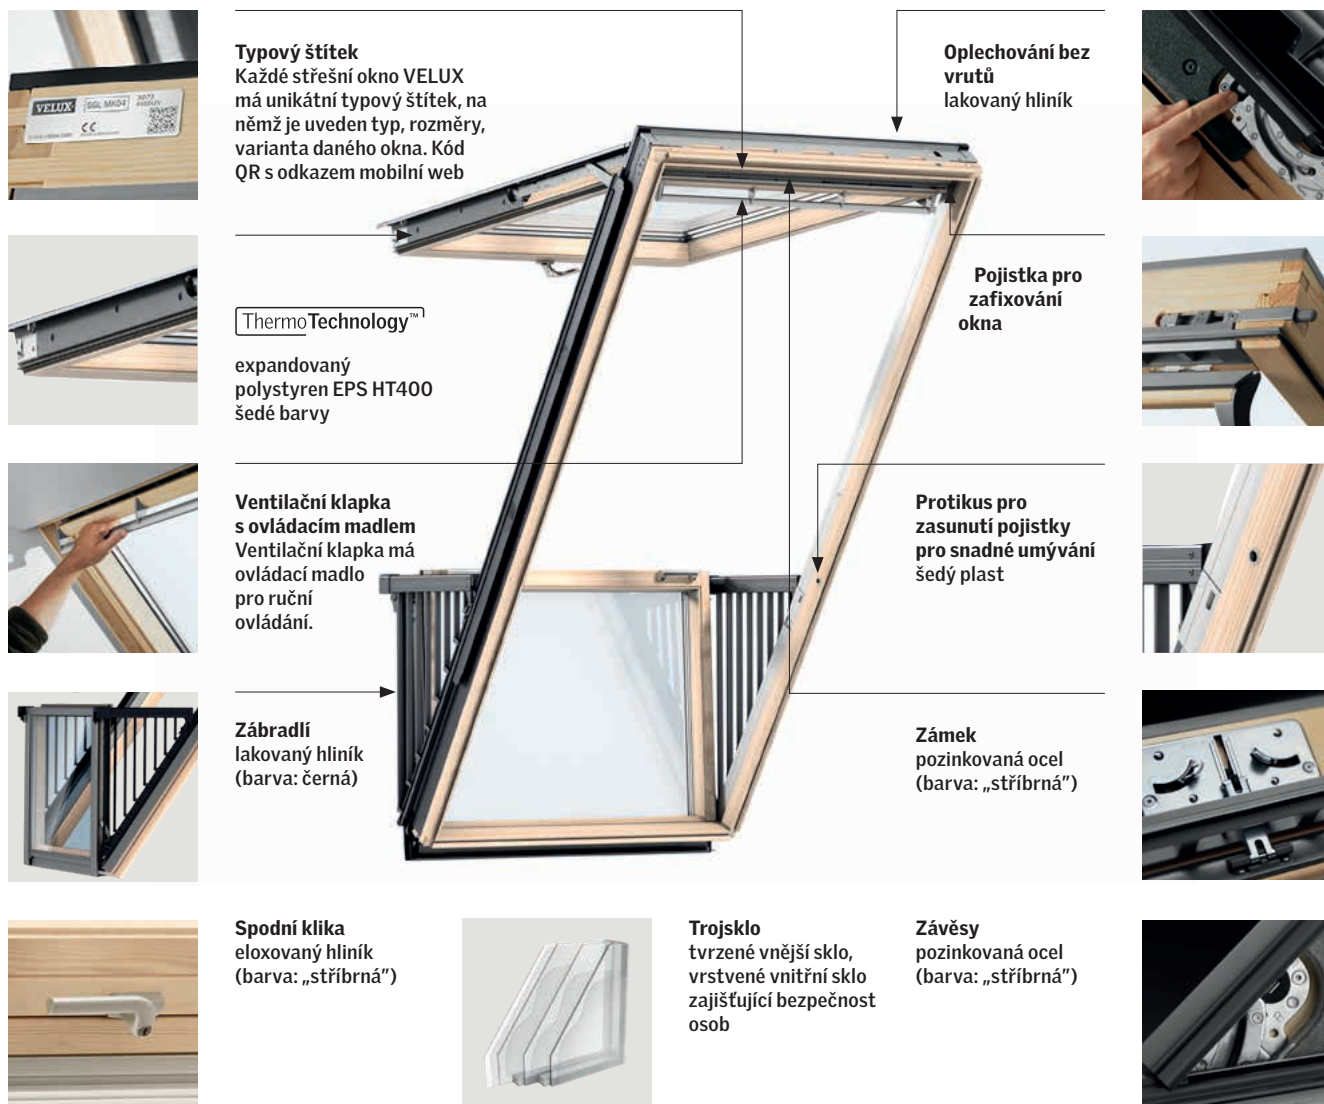 VELUX
GGL MK04
CE
Typový štítek
Každé střešní okno VELUX
má unikátní typový štítek, na
němž je uveden typ, rozměry,
varianta daného okna. Kód
QR s odkazem mobilní web
Oplechování bez
vrutů
lakovaný hliník
Pojistka pro
zafixování
okna
ThermoTechnology™
expandovaný
polystyren EPS HT400
šedé barvy
Ventilační klapka
s ovládacím madlem
Ventilační klapka má
ovládací madlo
pro ruční
ovládání.
Protikus pro
zasunutí pojistky
pro snadné umývání
šedý plast
Zábradlí
lakovaný hliník
(barva: černá)
Zámek
pozinkovaná ocel
(barva: „stříbrná”)
Spodní klika
eloxovaný hliník
(barva: „stříbrná”)
Trojsklo
tvrzené vnější sklo,
vrstvené vnitřní sklo
zajišťující bezpečnost
osob
Závěsy
pozinkovaná ocel
(barva: „stříbrná”)